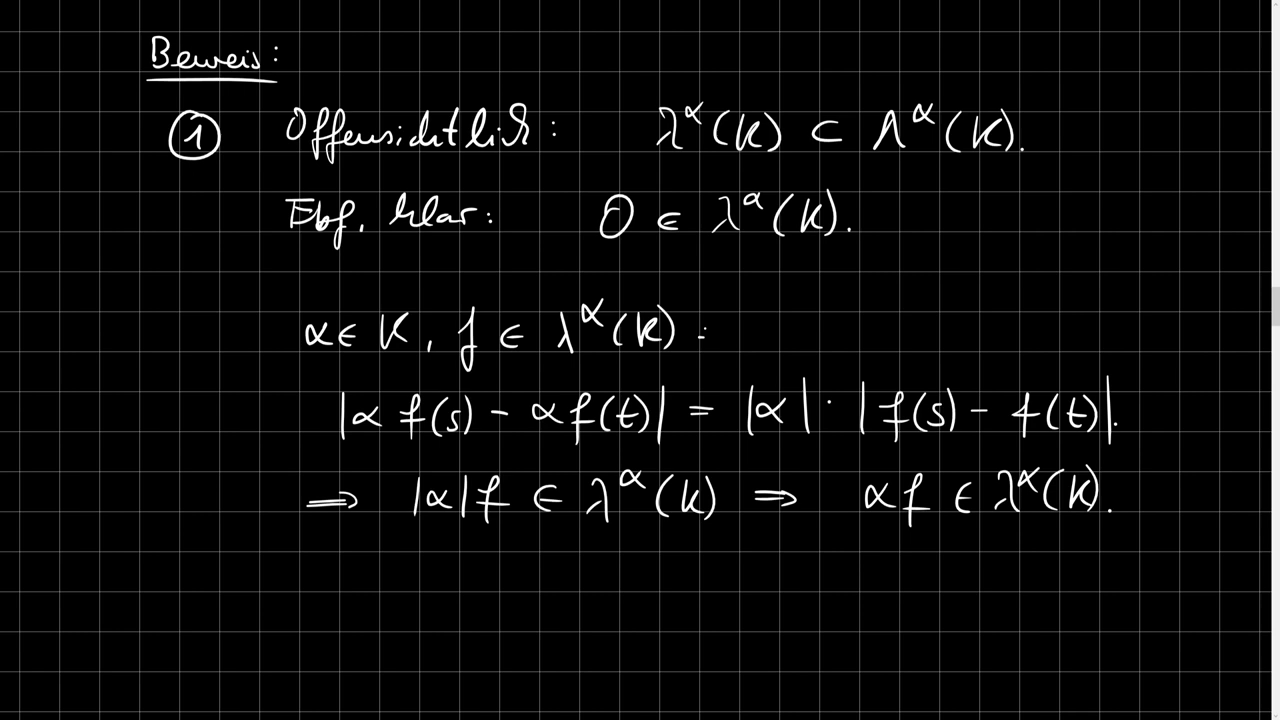 Beweis:
① Offensichtlich: λ^α(K) ⊂ Λ^α(K).
Ebf. klar: 0 ∈ λ^α(K).
α ∈ K, f ∈ λ^α(K):
|α f(s) - α f(t)| = |α| · |f(s) - f(t)|.
⇒ |α| f ∈ λ^α(K) ⇒ α f ∈ λ^α(K).